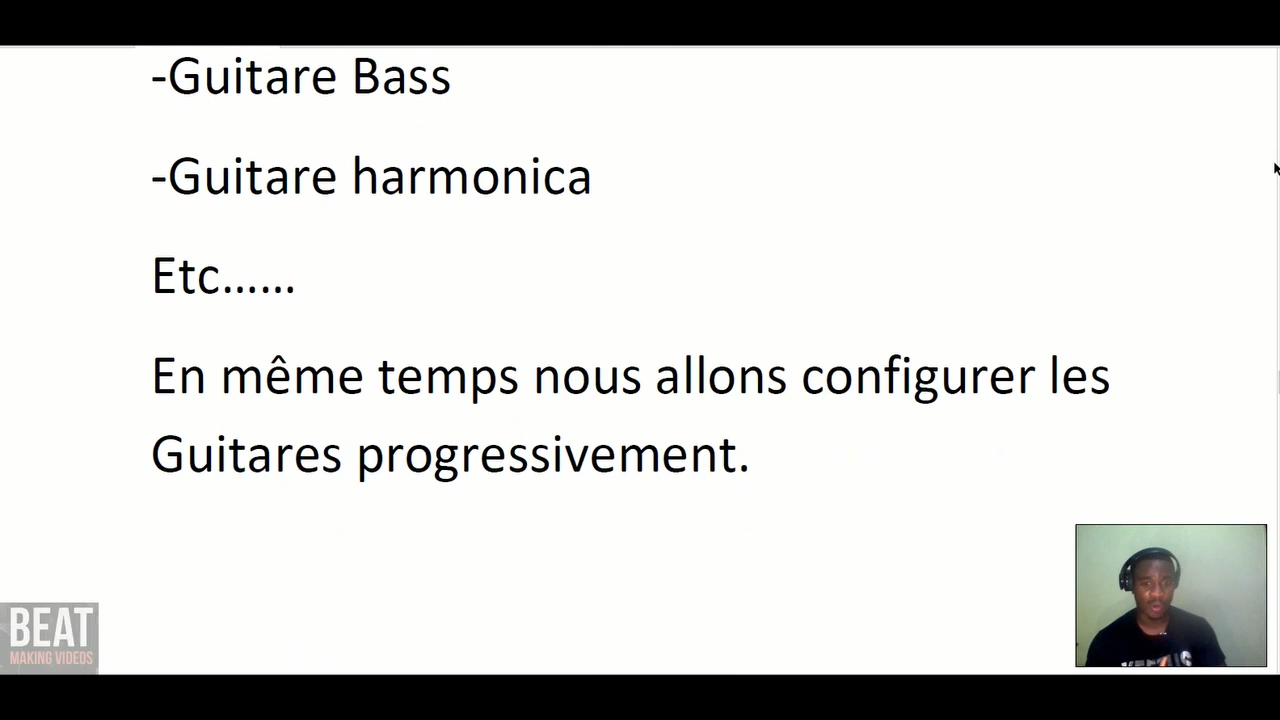 -Guitare Bass
-Guitare harmonica
Etc......
En même temps nous allons configurer les
Guitares progressivement.
BEAT
MAKING VIDEOS